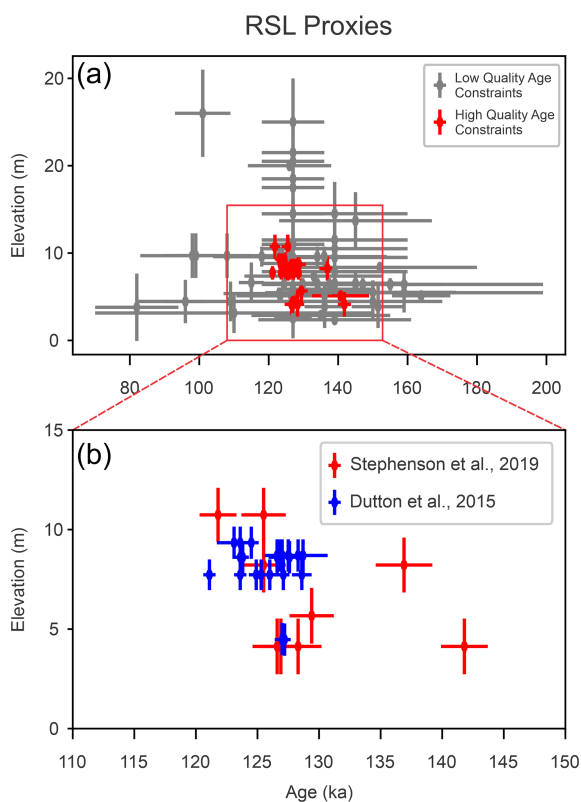 RSL Proxies
(a)
Low Quality Age
Constraints
High Quality Age
Constraints
Elevation (m)
20
20
10
0
80
100
120
140
160
180
200
(b)
Stephenson et al., 2019
Dutton et al., 2015
Elevation (m)
15
10
5
0
110
115
120
125
130
135
140
145
150
Age (ka)